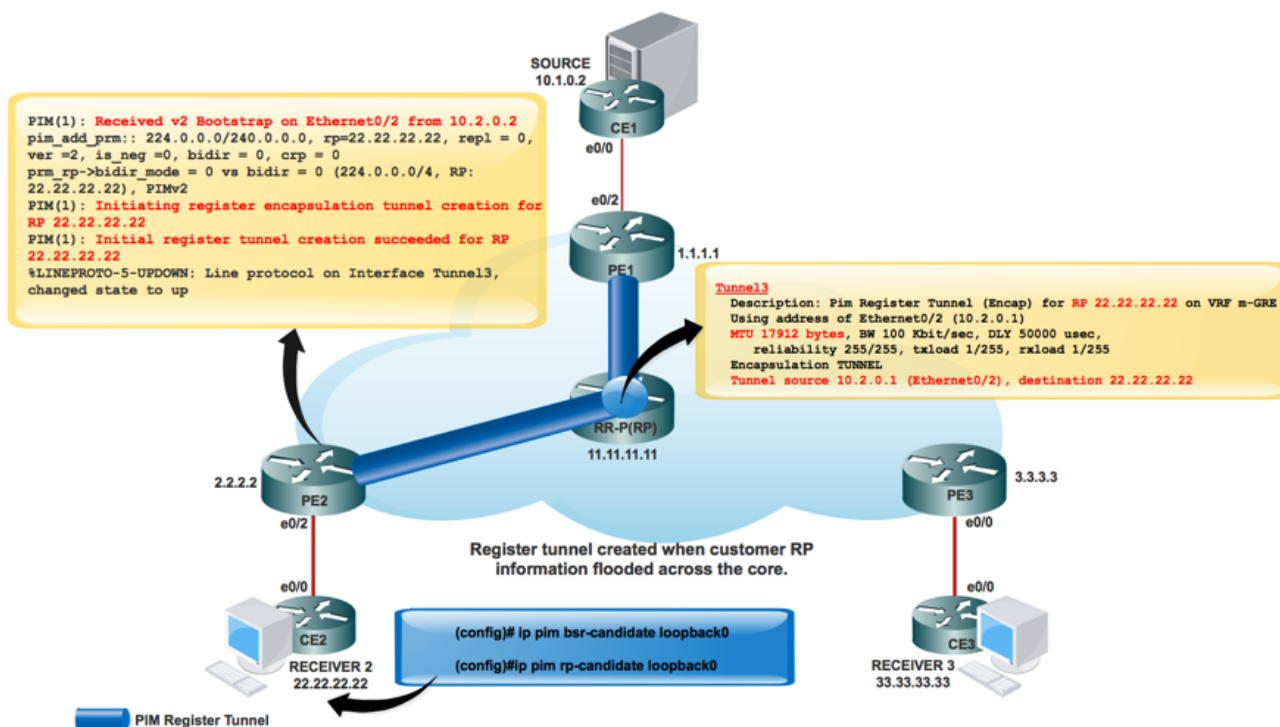 SOURCE
10.1.0.2
CE1
e0/0
e0/2
PE1
1.1.1.1
PIM(1): Received v2 Bootstrap on Ethernet0/2 from 10.2.0.2
pim_add_prm:: 224.0.0.0/240.0.0.0, rp=22.22.22.22, repl = 0,
ver =2, is_neg =0, bidir = 0, crp = 0
prm_rp->bidir_mode = 0 vs bidir = 0 (224.0.0.0/4, RP:
22.22.22.22), PIMv2
PIM(1): Initiating register encapsulation tunnel creation for
RP 22.22.22.22
PIM(1): Initial register tunnel creation succeeded for RP
22.22.22.22
%LINEPROTO-5-UPDOWN: Line protocol on Interface Tunnel3,
changed state to up
Tunnel3
Description: Pim Register Tunnel (Encap) for RP 22.22.22.22 on VRF m-GRE
Using address of Ethernet0/2 (10.2.0.1)
MTU 17912 bytes, BW 100 Kbit/sec, DLY 50000 usec,
reliability 255/255, txload 1/255, rxload 1/255
Encapsulation TUNNEL
Tunnel source 10.2.0.1 (Ethernet0/2), destination 22.22.22.22
RR-P(RP)
11.11.11.11
2.2.2.2
PE2
e0/2
3.3.3.3
PE3
e0/0
Register tunnel created when customer RP
information flooded across the core.
e0/0
CE2
RECEIVER 2
22.22.22.22
(config)# ip pim bsr-candidate loopback0
(config)#ip pim rp-candidate loopback0
e0/0
CE3
RECEIVER 3
33.33.33.33
PIM Register Tunnel